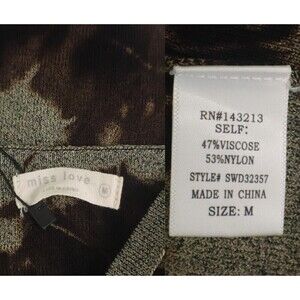 miss love
M
RN#143213
SELF:
47%VISCOSE
53%NYLON
STYLE# SWD32357
MADE IN CHINA
SIZE: M